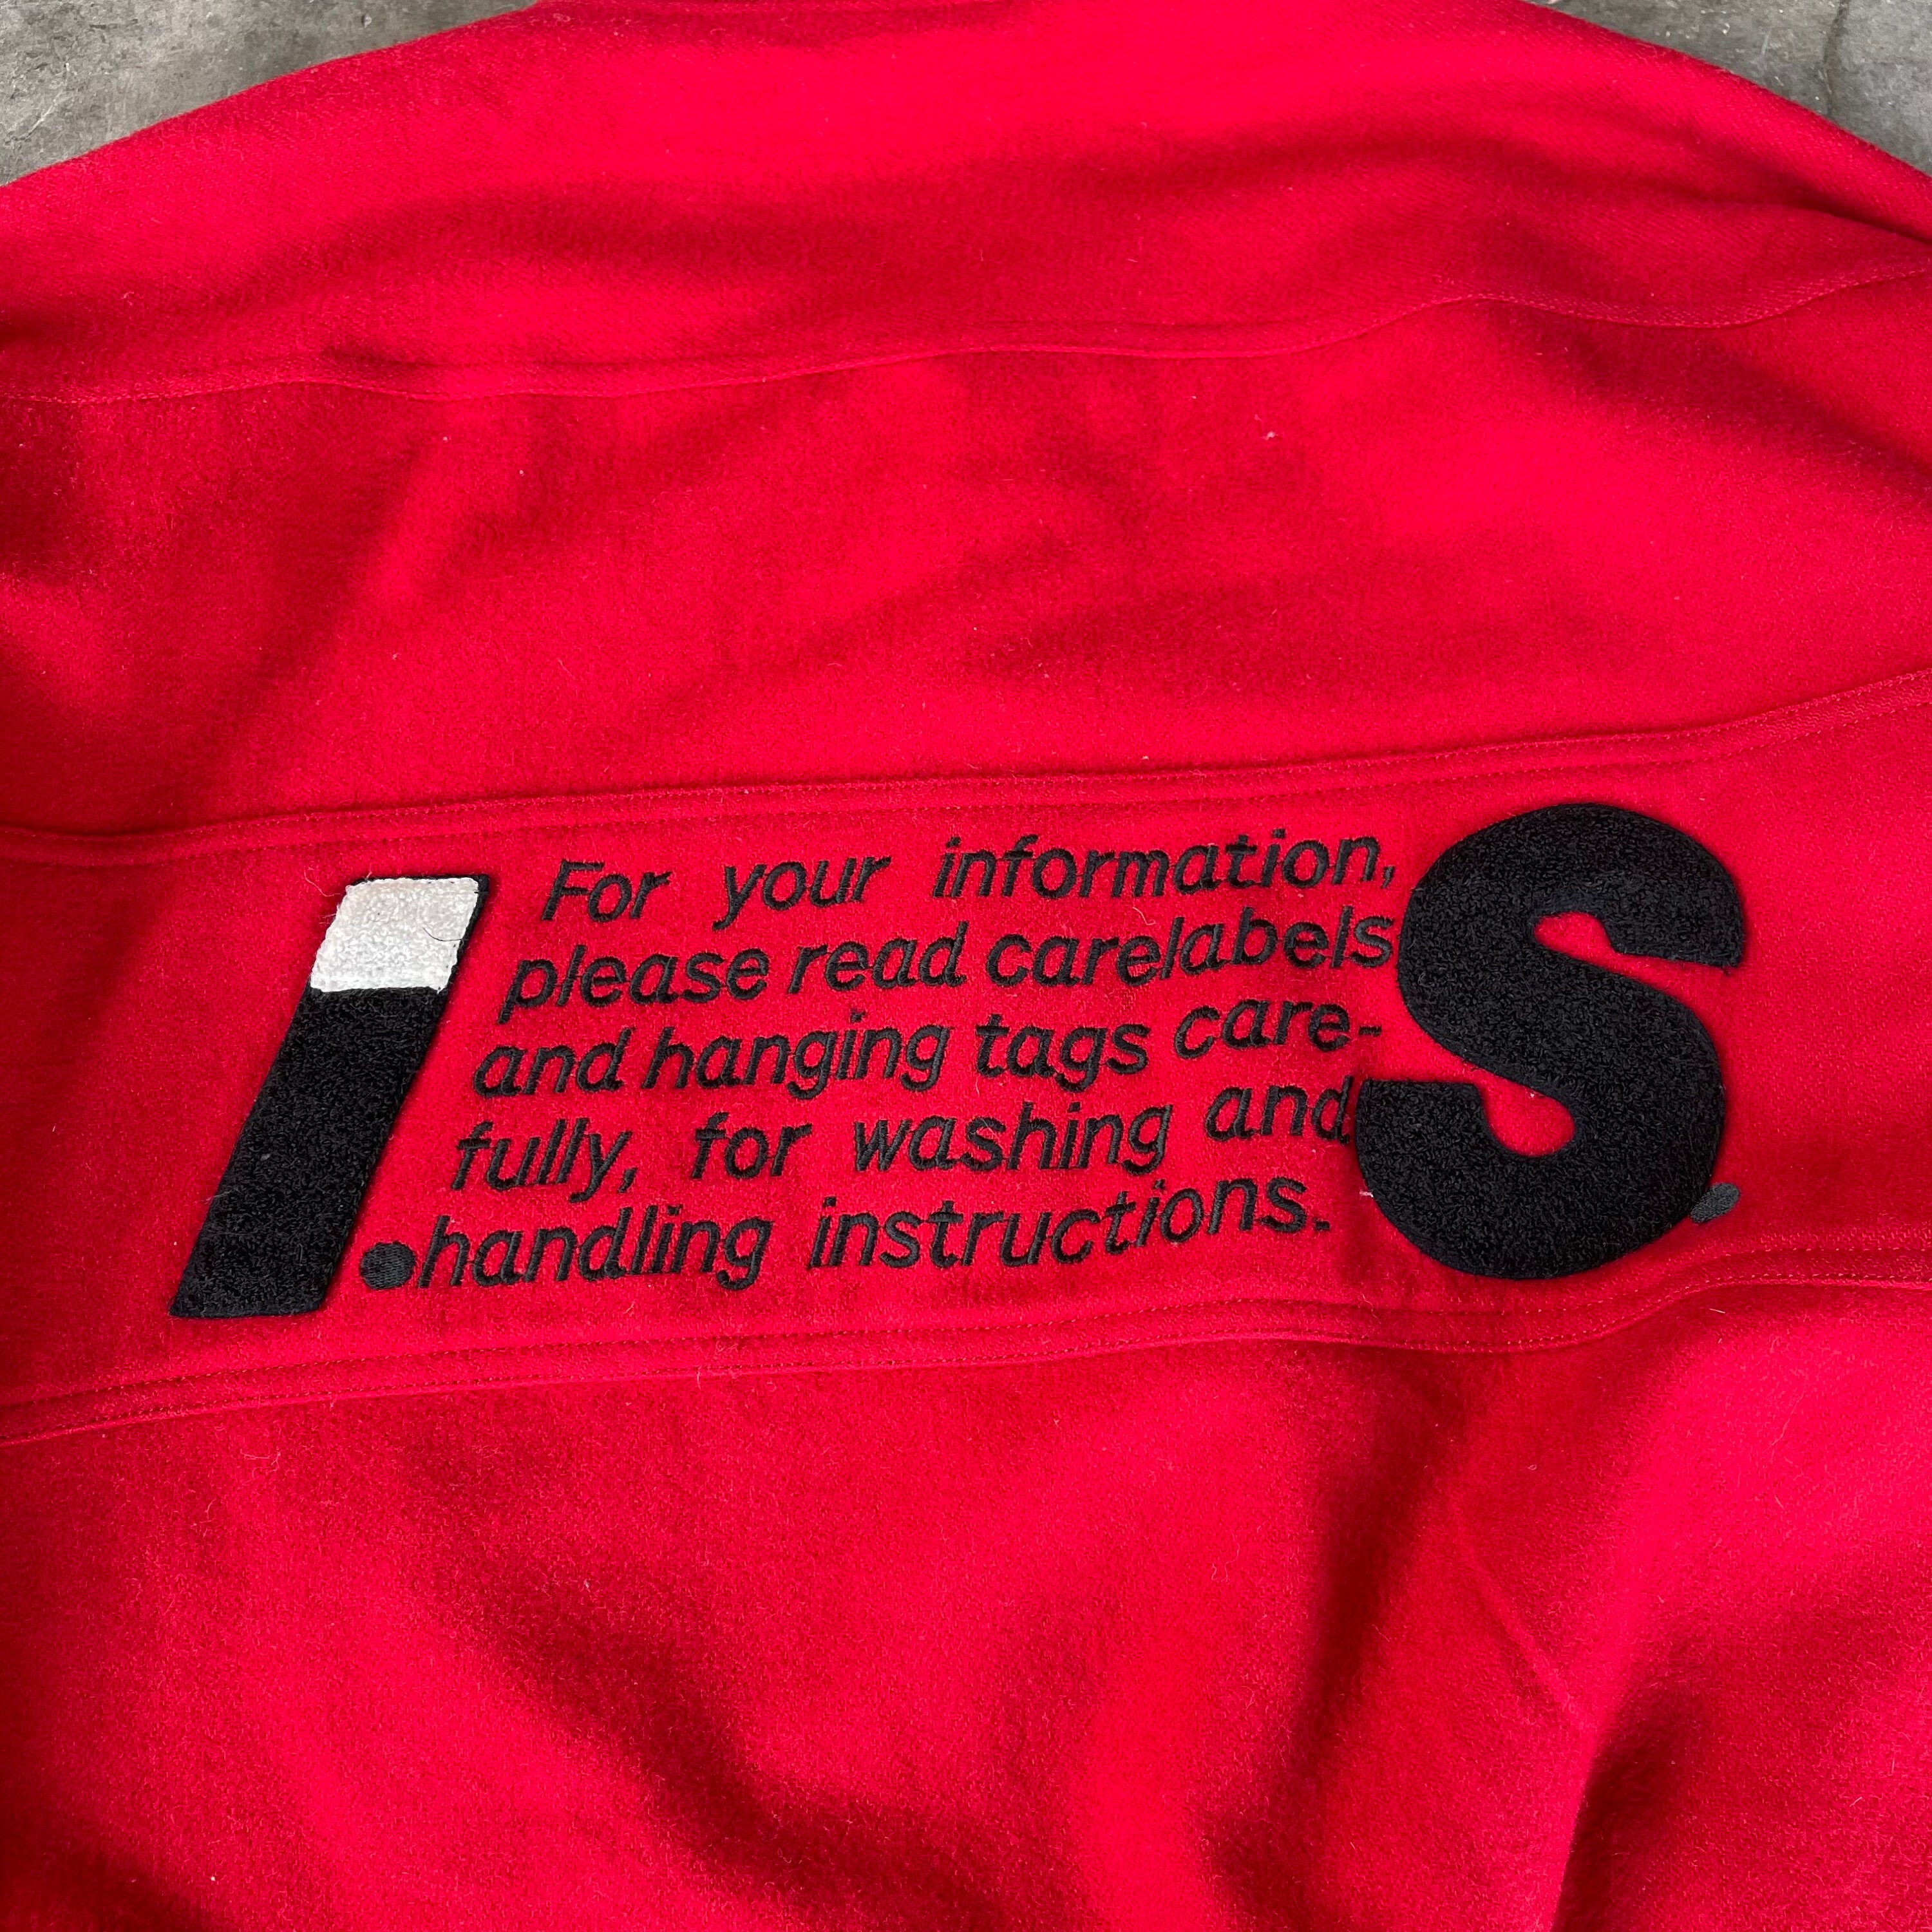 I.S.
For your information,
please read carelabels
and hanging tags care-
fully, for washing and
handling instructions.